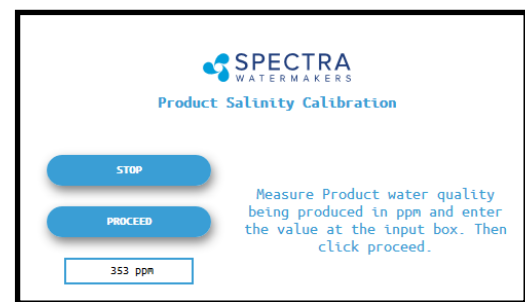 SPECTRA
WATERMAKERS
Product Salinity Calibration
STOP
PROCEED
353 ppm
Measure Product water quality
being produced in ppm and enter
the value at the input box. Then
click proceed.